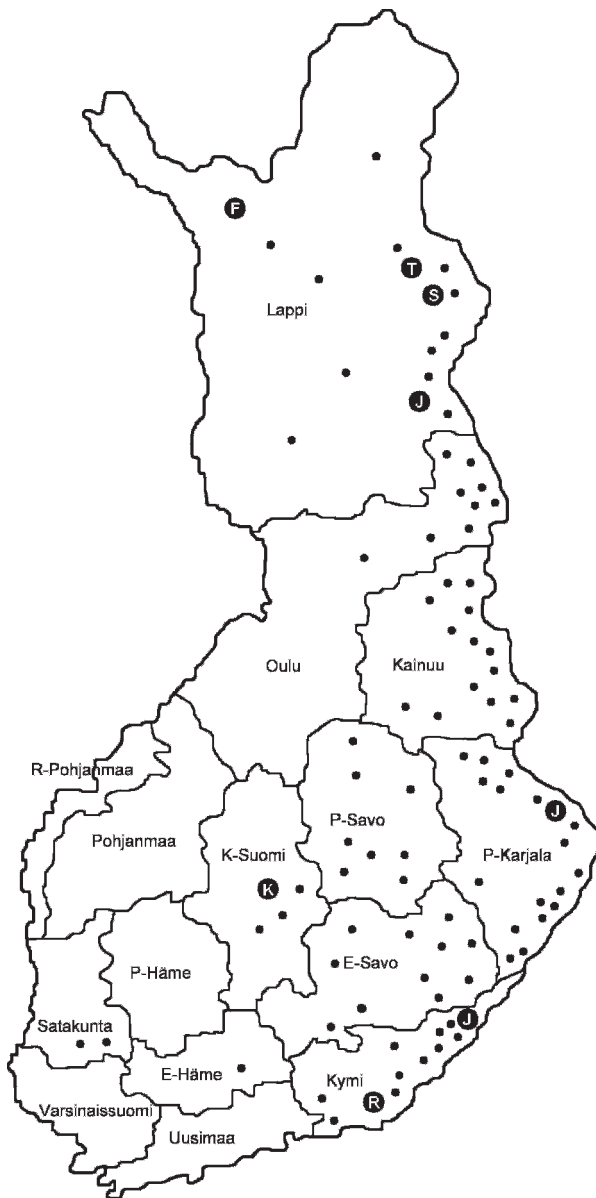 F
T
S
Lappi
J
Oulu
Kainuu
R-Pohjanmaa
J
P-Savo
Pohjanmaa
K-Suomi
P-Karjala
K
P-Häme
E-Savo
J
Satakunta
E-Häme
Kymi
R
Varsinaissuomi
Uusimaa